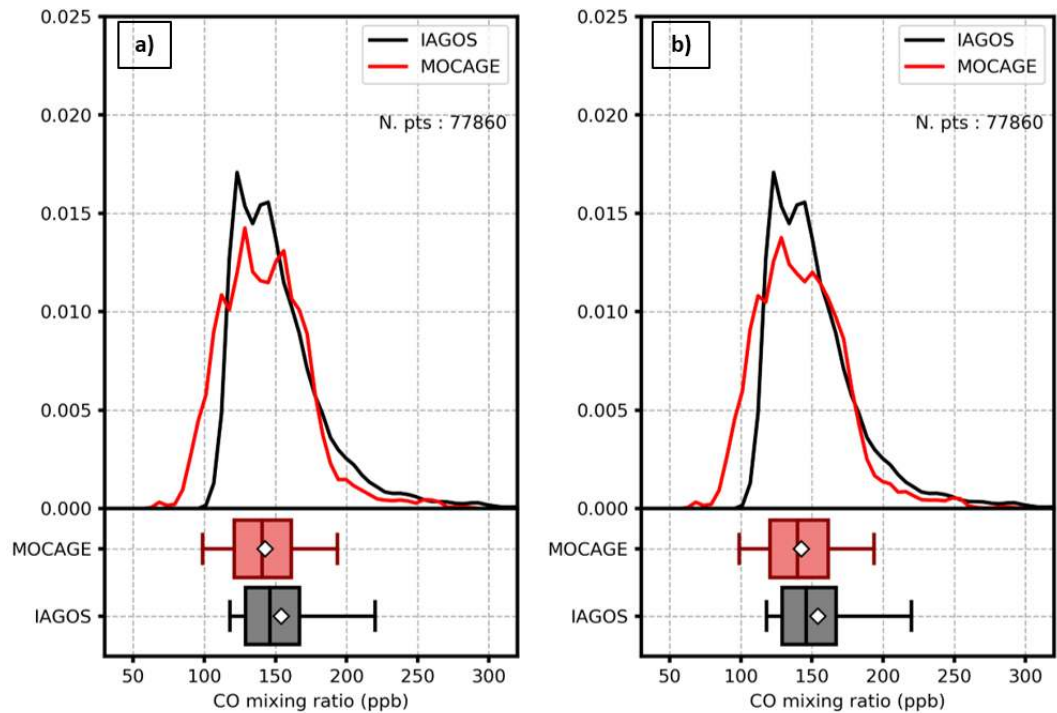 a)
IAGOS
MOCAGE
N. pts : 77860
0.025
0.020
0.015
0.010
0.005
0.000
MOCAGE
IAGOS
50 100 150 200 250 300
CO mixing ratio (ppb)
b)
IAGOS
MOCAGE
N. pts : 77860
0.025
0.020
0.015
0.010
0.005
0.000
MOCAGE
IAGOS
50 100 150 200 250 300
CO mixing ratio (ppb)